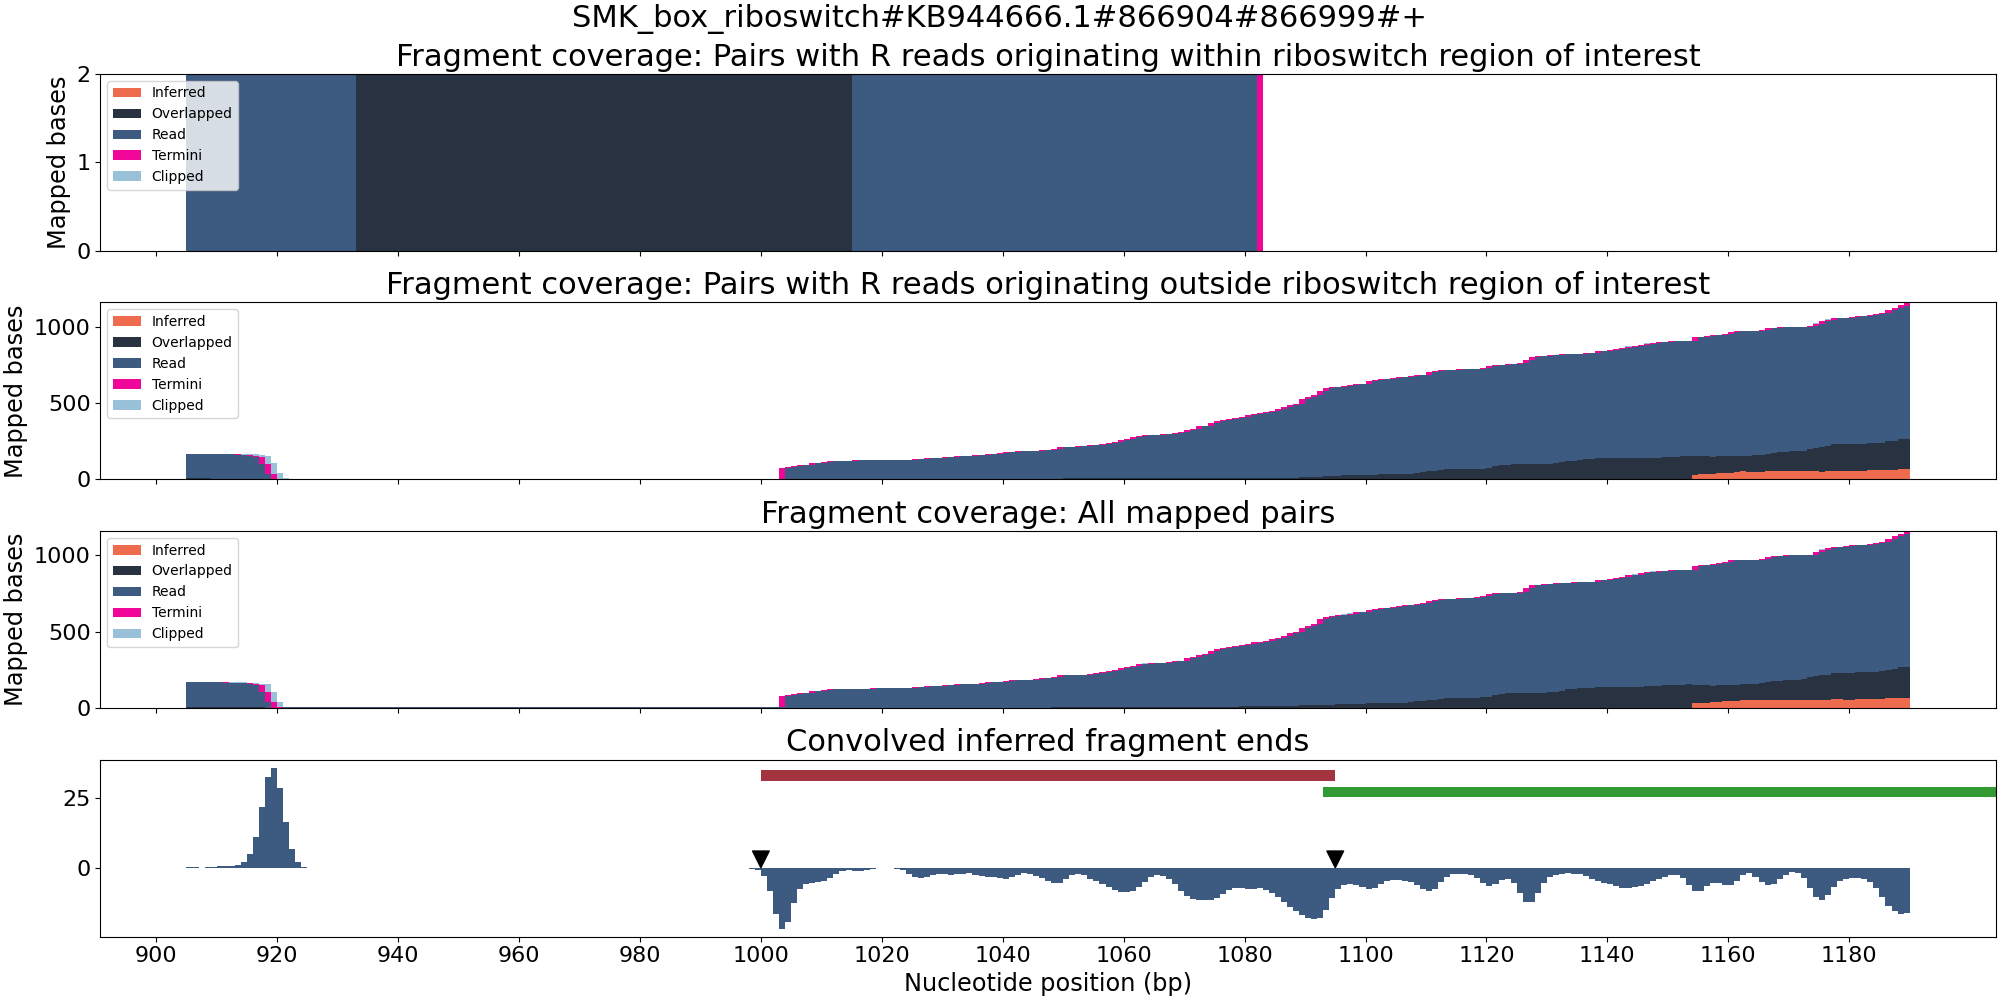 SMK_box_riboswitch#KB944666.1#866904#866999#+
Fragment coverage: Pairs with R reads originating within riboswitch region of interest
Mapped bases
2
1
0
Inferred
Overlapped
Read
Termini
Clipped
Fragment coverage: Pairs with R reads originating outside riboswitch region of interest
Mapped bases
1000
500
0
Inferred
Overlapped
Read
Termini
Clipped
Fragment coverage: All mapped pairs
Mapped bases
1000
500
0
Inferred
Overlapped
Read
Termini
Clipped
Convolved inferred fragment ends
25
0
900 920 940 960 980 1000 1020 1040 1060 1080 1100 1120 1140 1160 1180
Nucleotide position (bp)